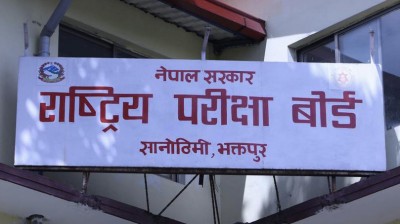 नेपाल सरकार
राष्ट्रिय परीक्षा बोर्ड
सानोठिमी, भक्तपुर